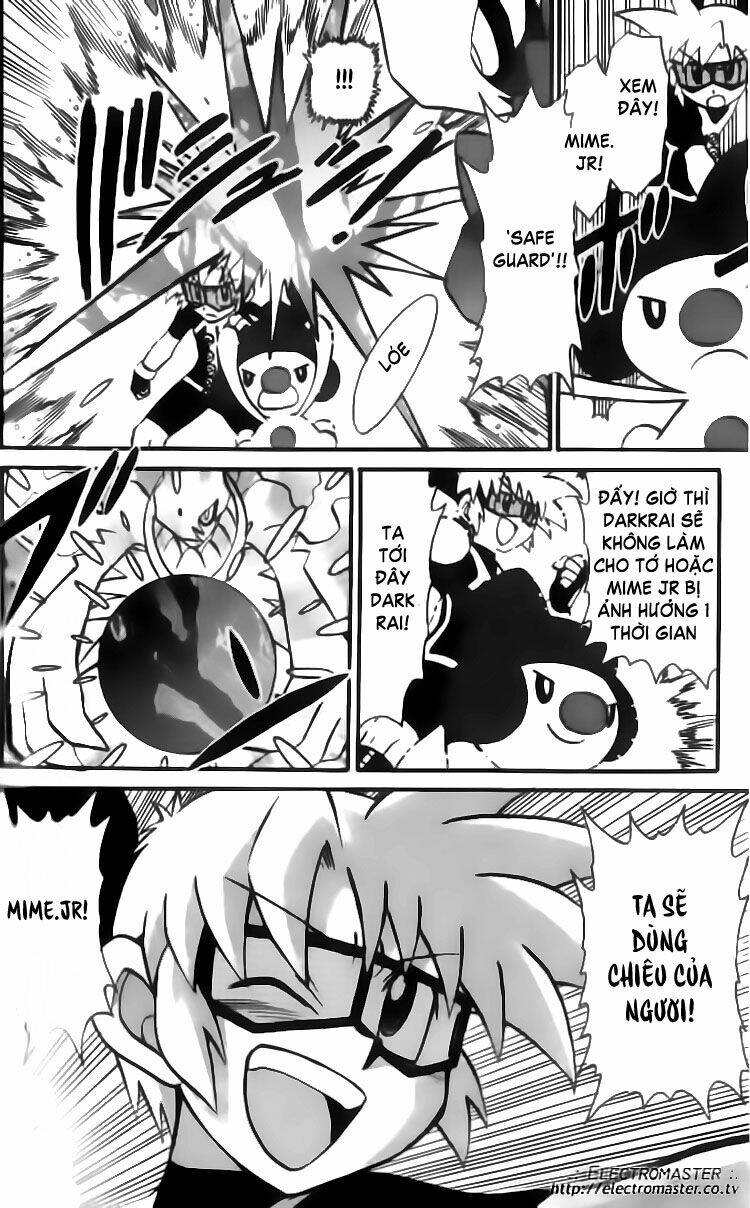 XEM
ĐÂY!
MIME.
JR!
'SAFE
GUARD'!!
!!!
LÓE
ĐẤY! GIỜ THÌ
DARKRAI SẼ
KHÔNG LÀM
CHO TỚ HOẶC
MIME JR BỊ
ẢNH HƯỞNG 1
THỜI GIAN
TA
TỚI
ĐÂY
DARK
RAI!
TA SẼ
DÙNG
CHIÊU CỦA
NGƯƠI!
MIME.JR!
.:. ELECTROMASTER .:.
http://electromaster.co.tv